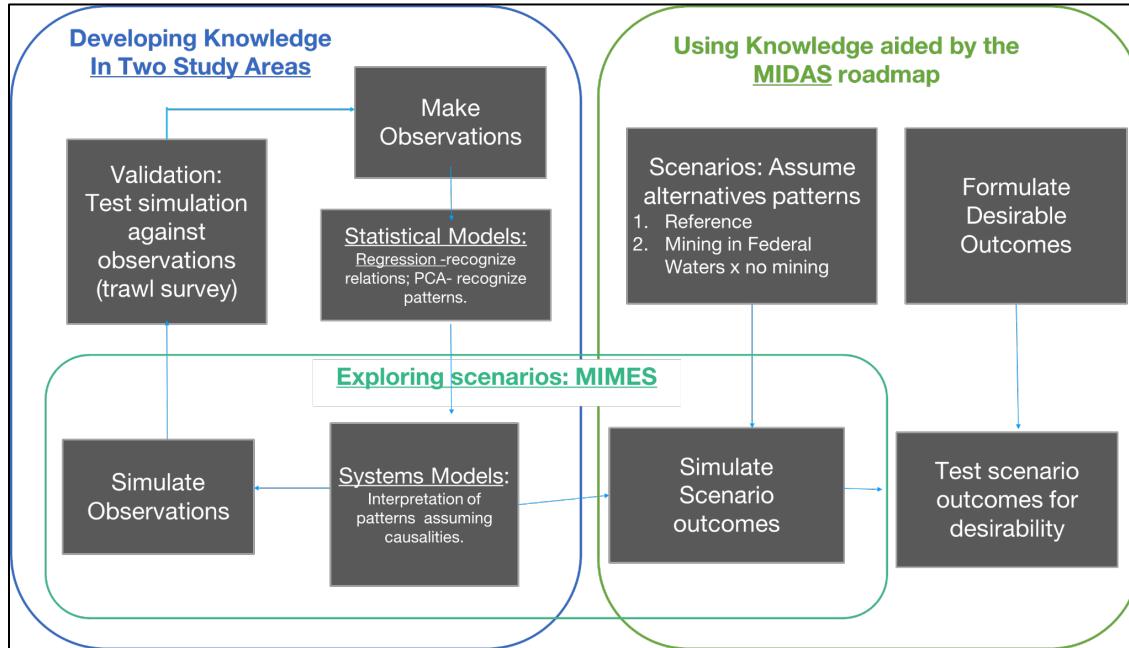 Developing Knowledge
In Two Study Areas
Using Knowledge aided by the
MIDAS roadmap
Make
Observations
Validation:
Test simulation
against
observations
(trawl survey)
Statistical Models:
Regression -recognize
relations; PCA- recognize
patterns.
Scenarios: Assume
alternatives patterns
1. Reference
2. Mining in Federal
Waters x no mining
Formulate
Desirable
Outcomes
Exploring scenarios: MIMES
Simulate
Observations
Systems Models:
Interpretation of
patterns assuming
causalities.
Simulate
Scenario
outcomes
Test scenario
outcomes for
desirability